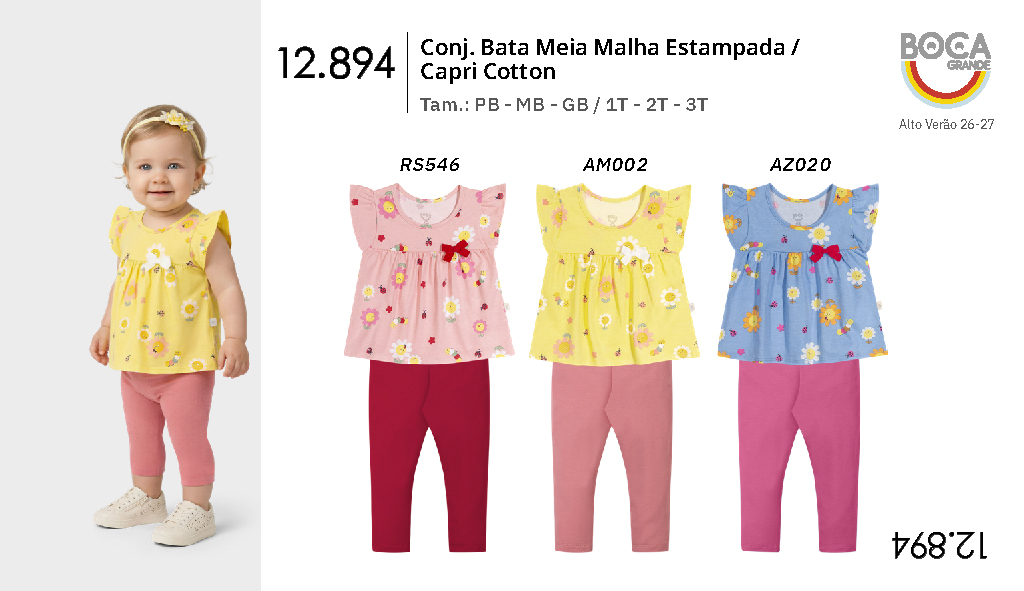 12.894
Conj. Bata Meia Malha Estampada /
Capri Cotton
Tam.: PB - MB - GB / 1T - 2T - 3T
BOCA
GRANDE
Alto Verão 26-27
RS546
AM002
AZ020
12.894